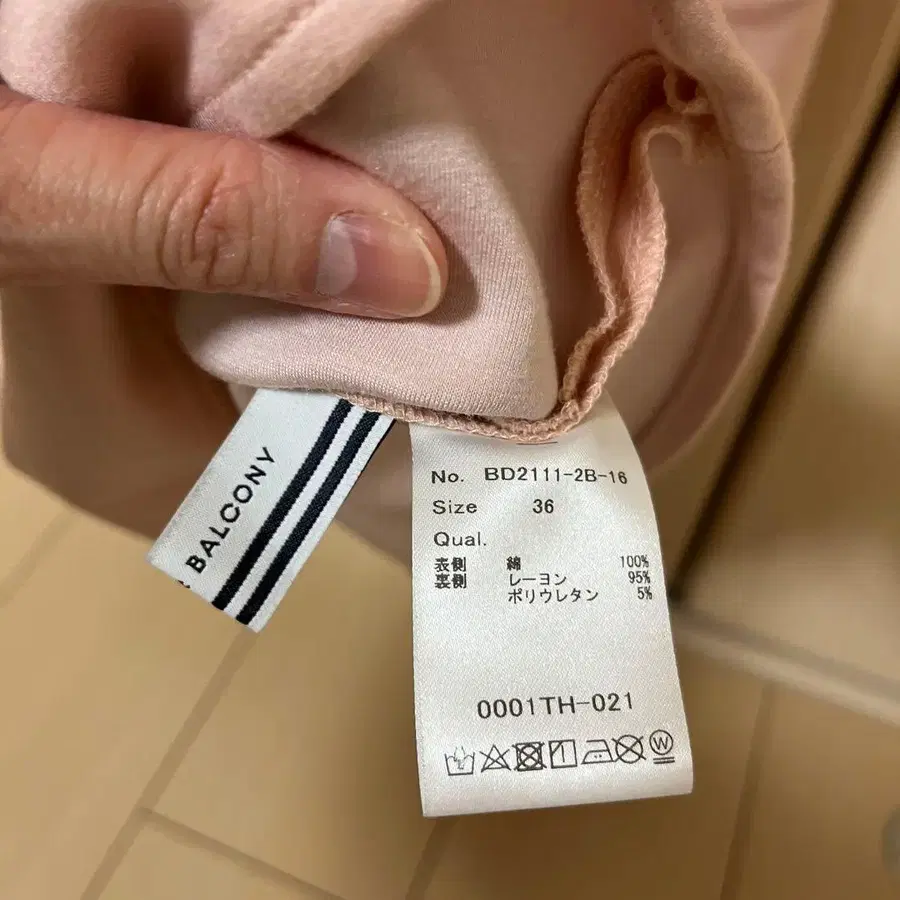 BALCONY
No. BD2111-2B-16
Size 36
Qual.
表側 綿 100%
裏側 レーヨン 95%
ポリウレタン 5%
0001TH-021
W